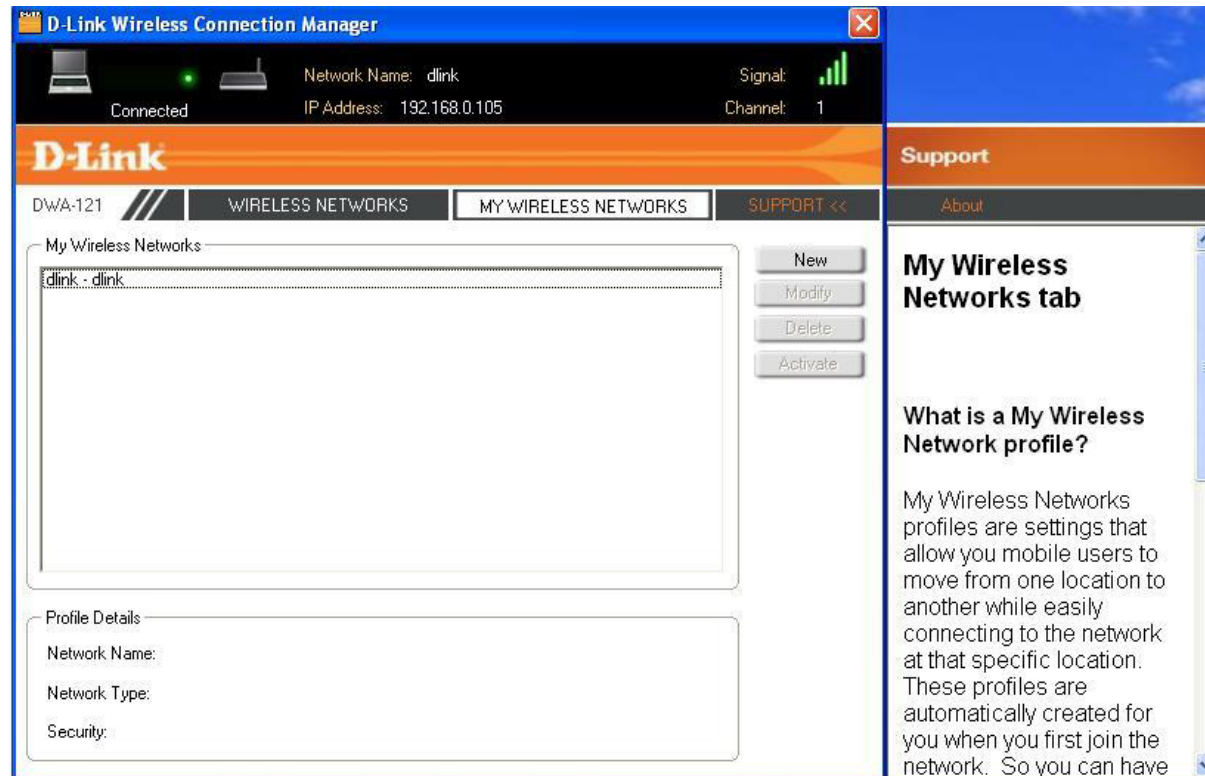 D-Link Wireless Connection Manager
Network Name: dlink
Signal:
Connected
IP Address: 192.168.0.105
Channel: 1
D-Link
DWA-121
WIRELESS NETWORKS
MY WIRELESS NETWORKS
SUPPORT <<
My Wireless Networks
dlink - dlink
New
Modify
Delete
Activate
Profile Details
Network Name:
Network Type:
Security:
Support
About
My Wireless
Networks tab
What is a My Wireless
Network profile?
My Wireless Networks
profiles are settings that
allow you mobile users to
move from one location to
another while easily
connecting to the network
at that specific location.
These profiles are
automatically created for
you when you first join the
network. So you can have